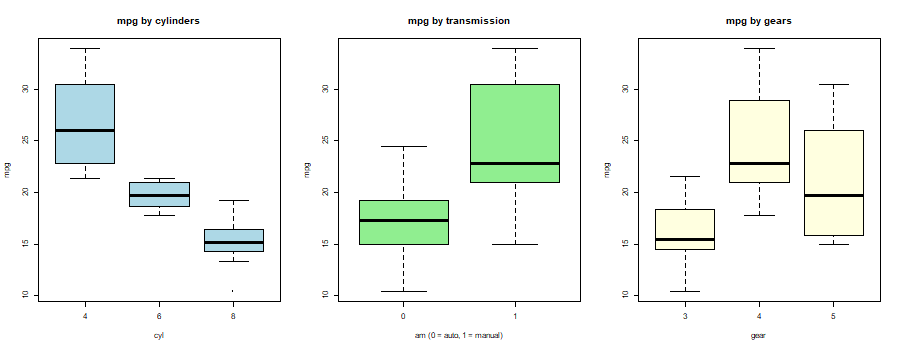 mpg by cylinders
mpg
10
15
20
25
30
4
6
8
cyl
mpg by transmission
mpg
10
15
20
25
30
0
1
am (0 = auto, 1 = manual)
mpg by gears
mpg
10
15
20
25
30
3
4
5
gear